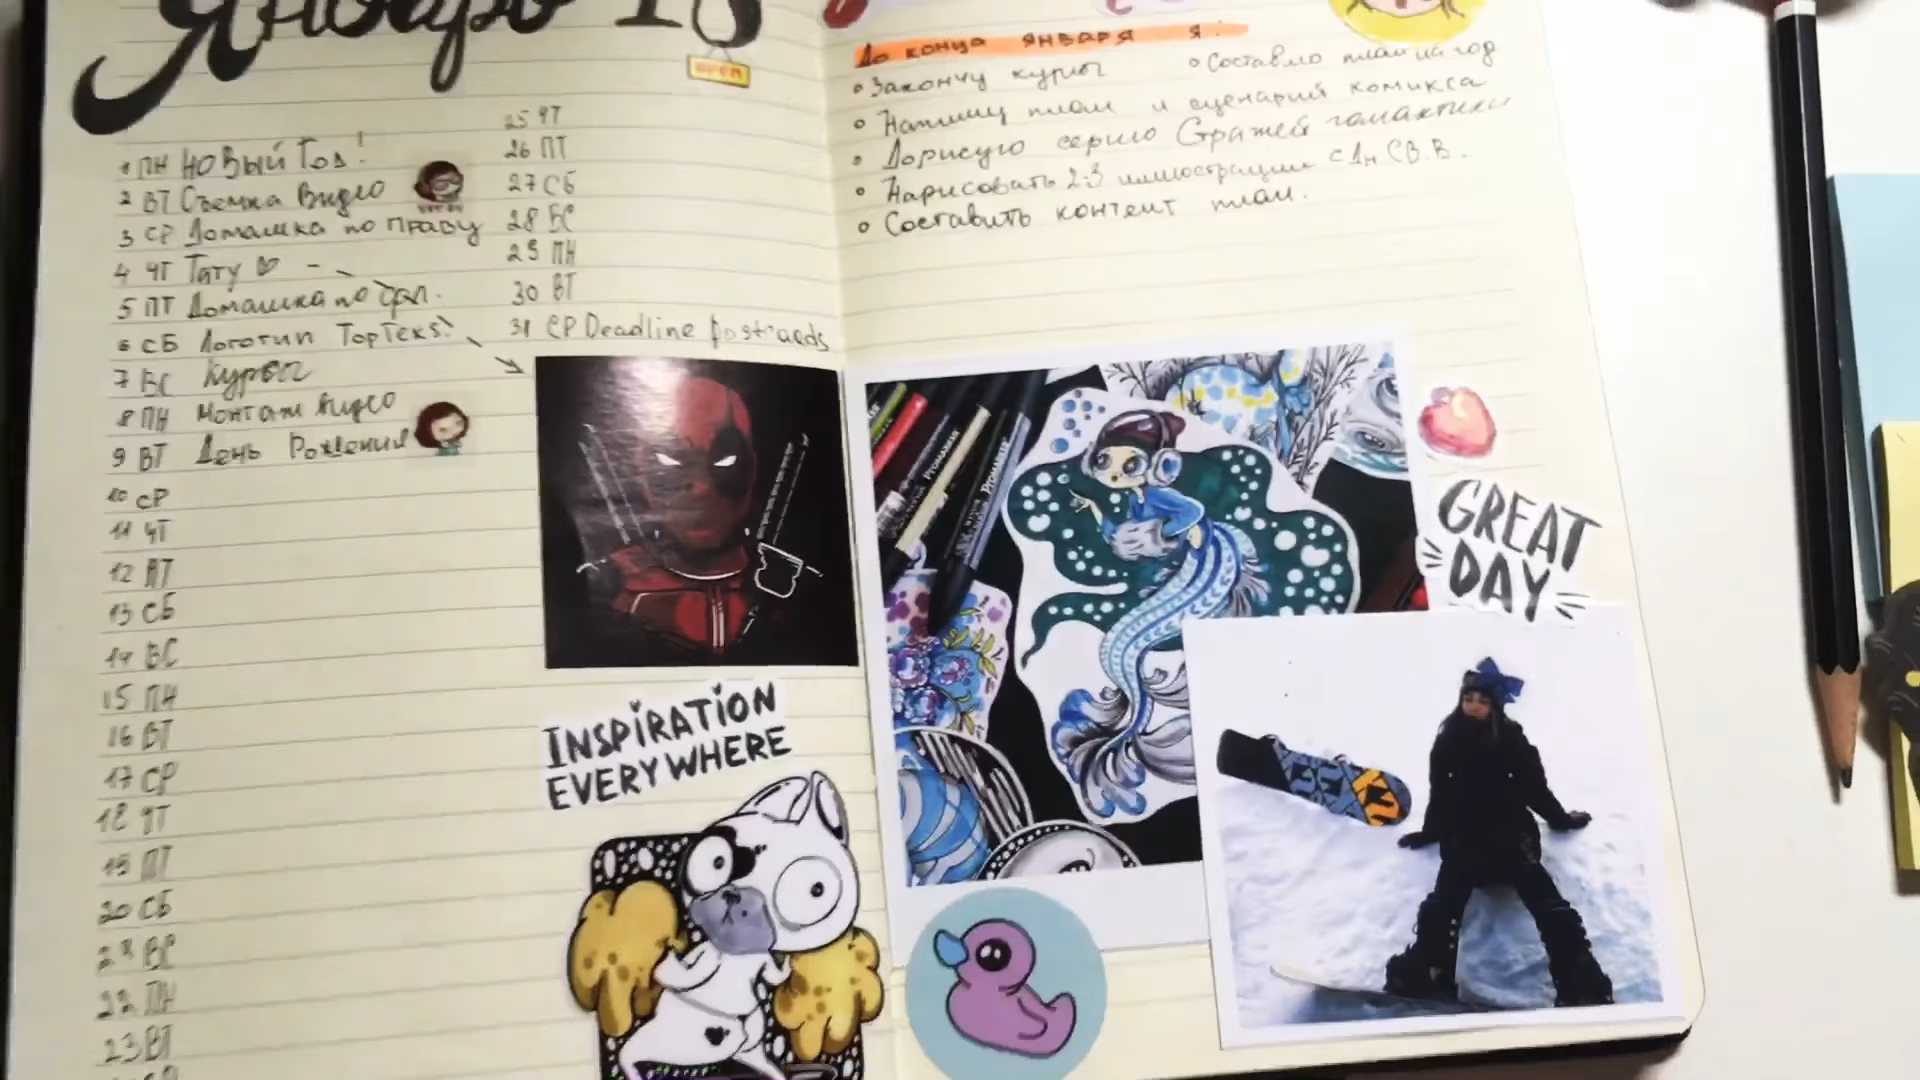 Январь 18
OPEN
1 ПН Новый Год!
2 ВТ Съемка Видео
3 СР Домашка по праву
4 ЧТ Тату
5 ПТ Домашка по
6 СБ Логотип TopTeks!
7 ВС Курсы
8 ПН Монтаж Видео
9 ВТ День Рождения
10 СР
11 ЧТ
12 ПТ
13 СБ
14 ВС
15 ПН
16 ВТ
17 СР
18 ЧТ
19 ПТ
20 СБ
21 ВС
22 ПН
23 ВТ
25 ЧТ
26 ПТ
27 СБ
28 ВС
29 ПН
30 ВТ
31 СР Deadline postcards
INSPIRATION
EVERYWHERE
До конца января я:
Закончу курсы
Составлю план на год
Напишу план и сценарий комикса
Дорисую серию Стражей галактики
Нарисовать 2-3 иллюстрации с
Составить контент план.
PROMARKER
PROMARKER
GREAT
DAY